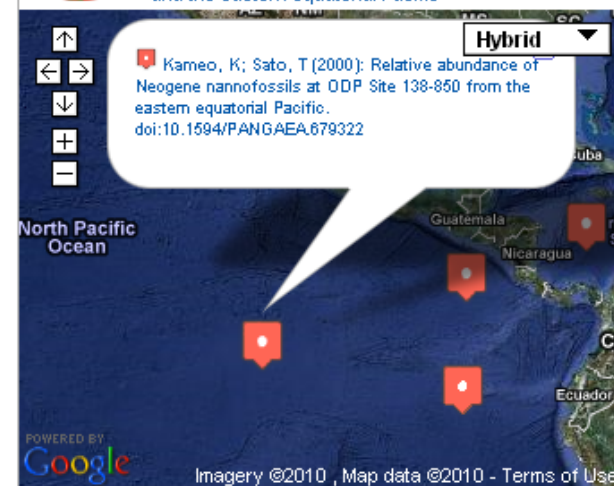 Hybrid
Kameo, K; Sato, T (2000): Relative abundance of
Neogene nannofossils at ODP Site 138-850 from the
eastern equatorial Pacific.
doi:10.1594/PANGAEA.679322
uba
Guatemala
North Pacific
Ocean
Nicaragua
C
Ecuador
POWERED BY
Google
Imagery ©2010 , Map data ©2010 - Terms of Use